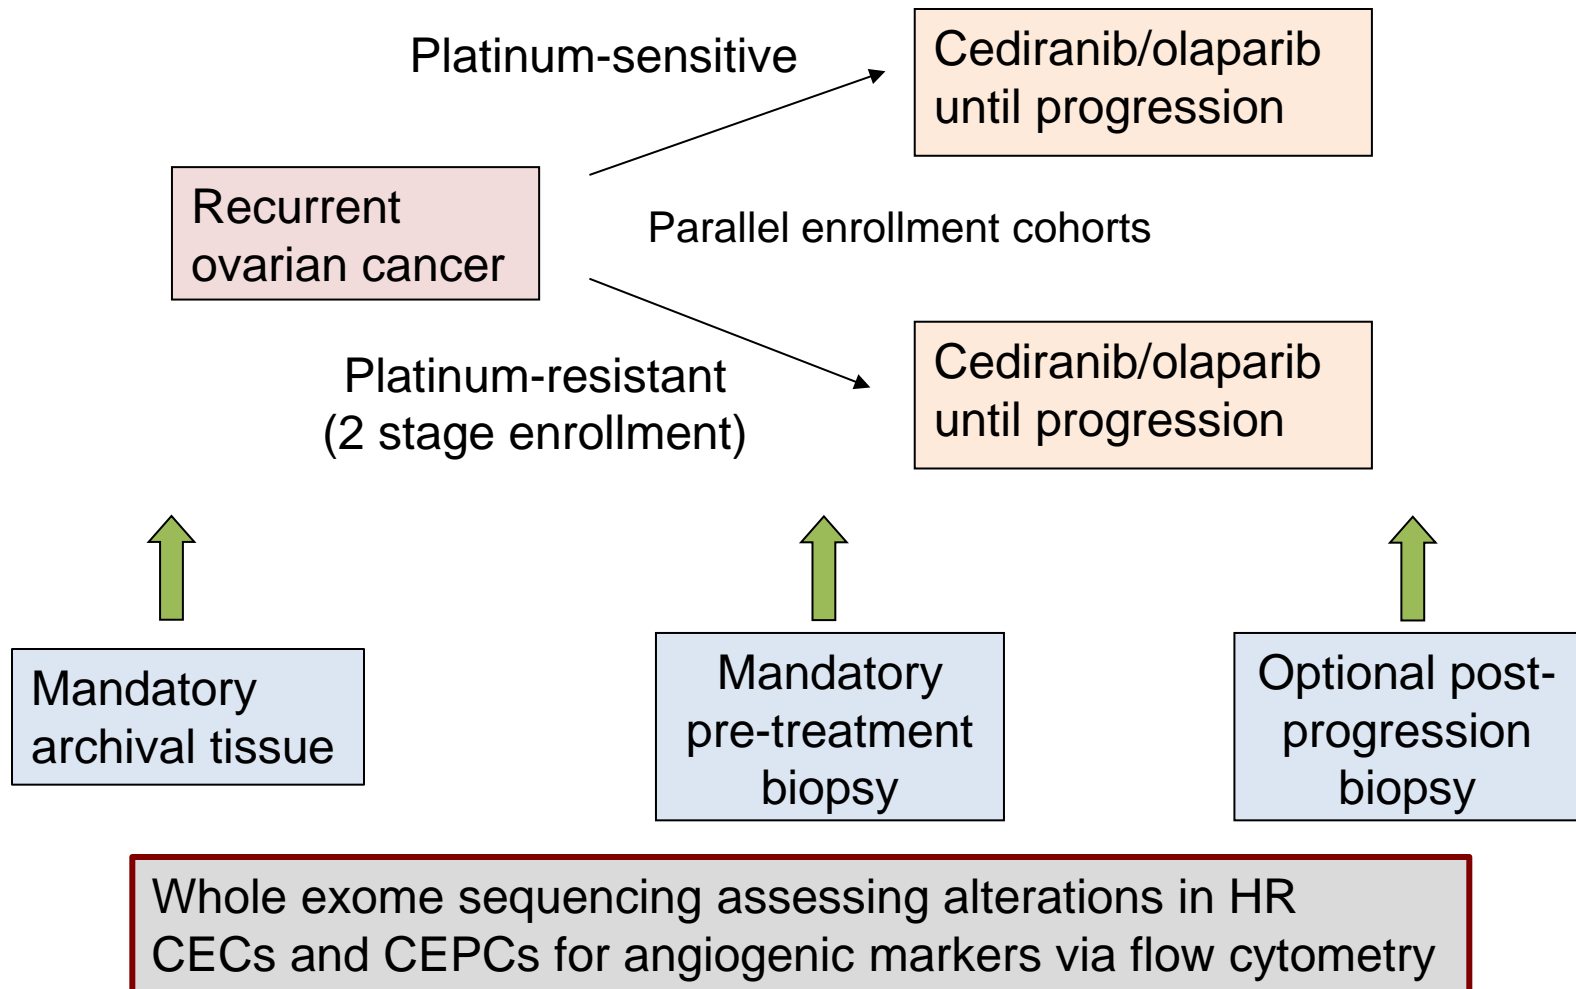 Platinum-sensitive
Cediranib/olaparib
until progression
Recurrent
ovarian cancer
Parallel enrollment cohorts
Platinum-resistant
(2 stage enrollment)
Cediranib/olaparib
until progression
Mandatory
archival tissue
Mandatory
pre-treatment
biopsy
Optional post-
progression
biopsy
Whole exome sequencing assessing alterations in HR
CECs and CEPCs for angiogenic markers via flow cytometry